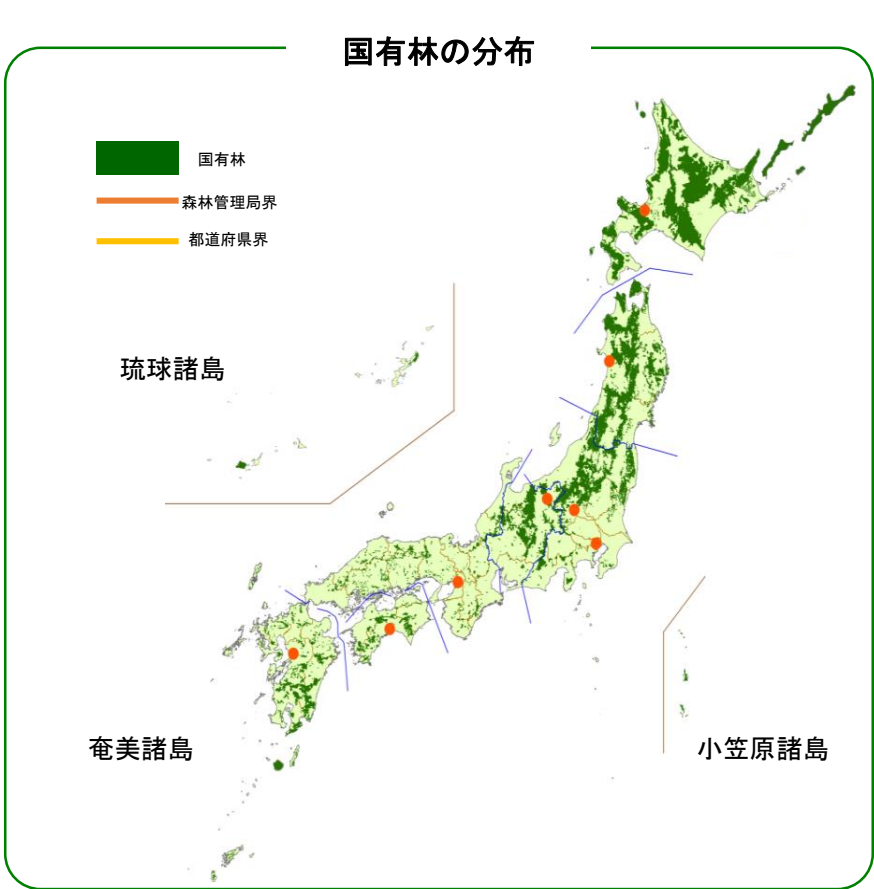 国有林の分布
国有林
森林管理局界
都道府県界
琉球諸島
奄美諸島
小笠原諸島